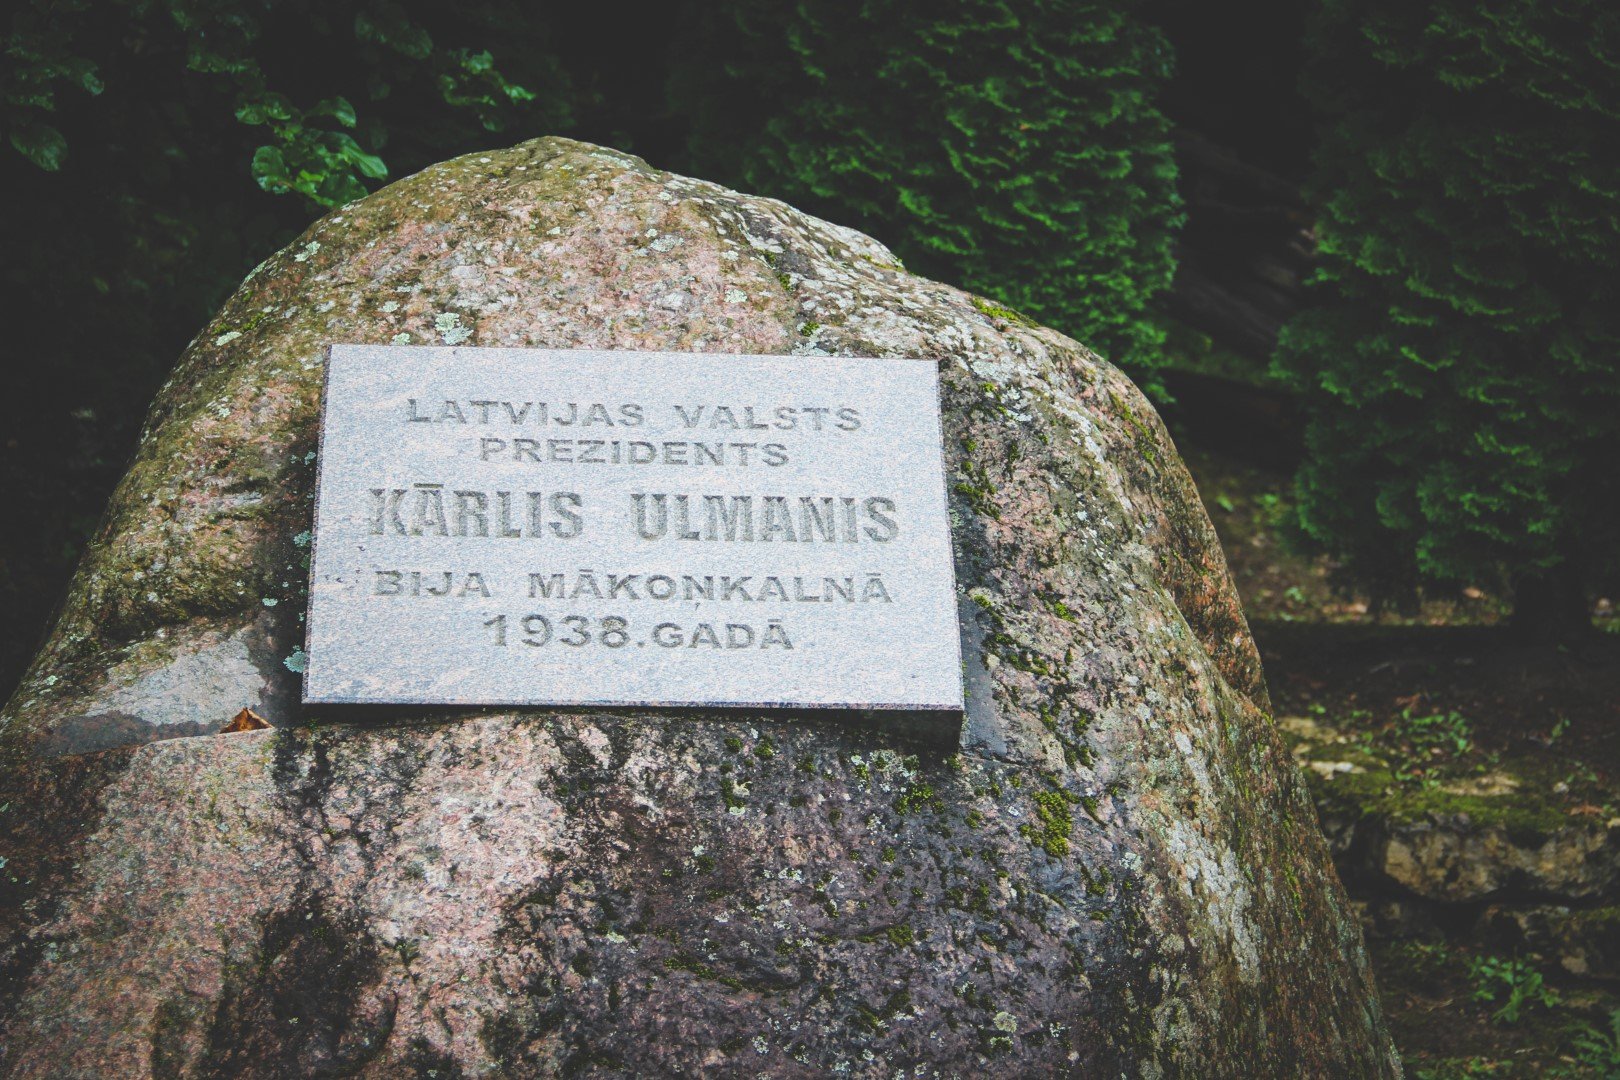 LATVIJAS VALSTS
PREZIDENTS
KĀRLIS ULMANIS
BIJA MĀKOŅKALNĀ
1938.GADĀ